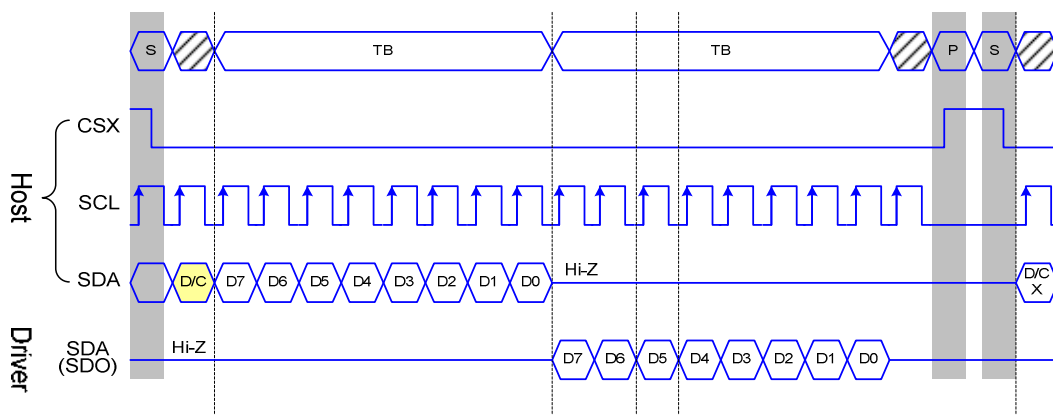 S TB TB P S
CSX
Host
SCL
SDA D/C D7 D6 D5 D4 D3 D2 D1 D0 Hi-Z D/C
X
Driver
SDA
(SDO)
Hi-Z
D7 D6 D5 D4 D3 D2 D1 D0